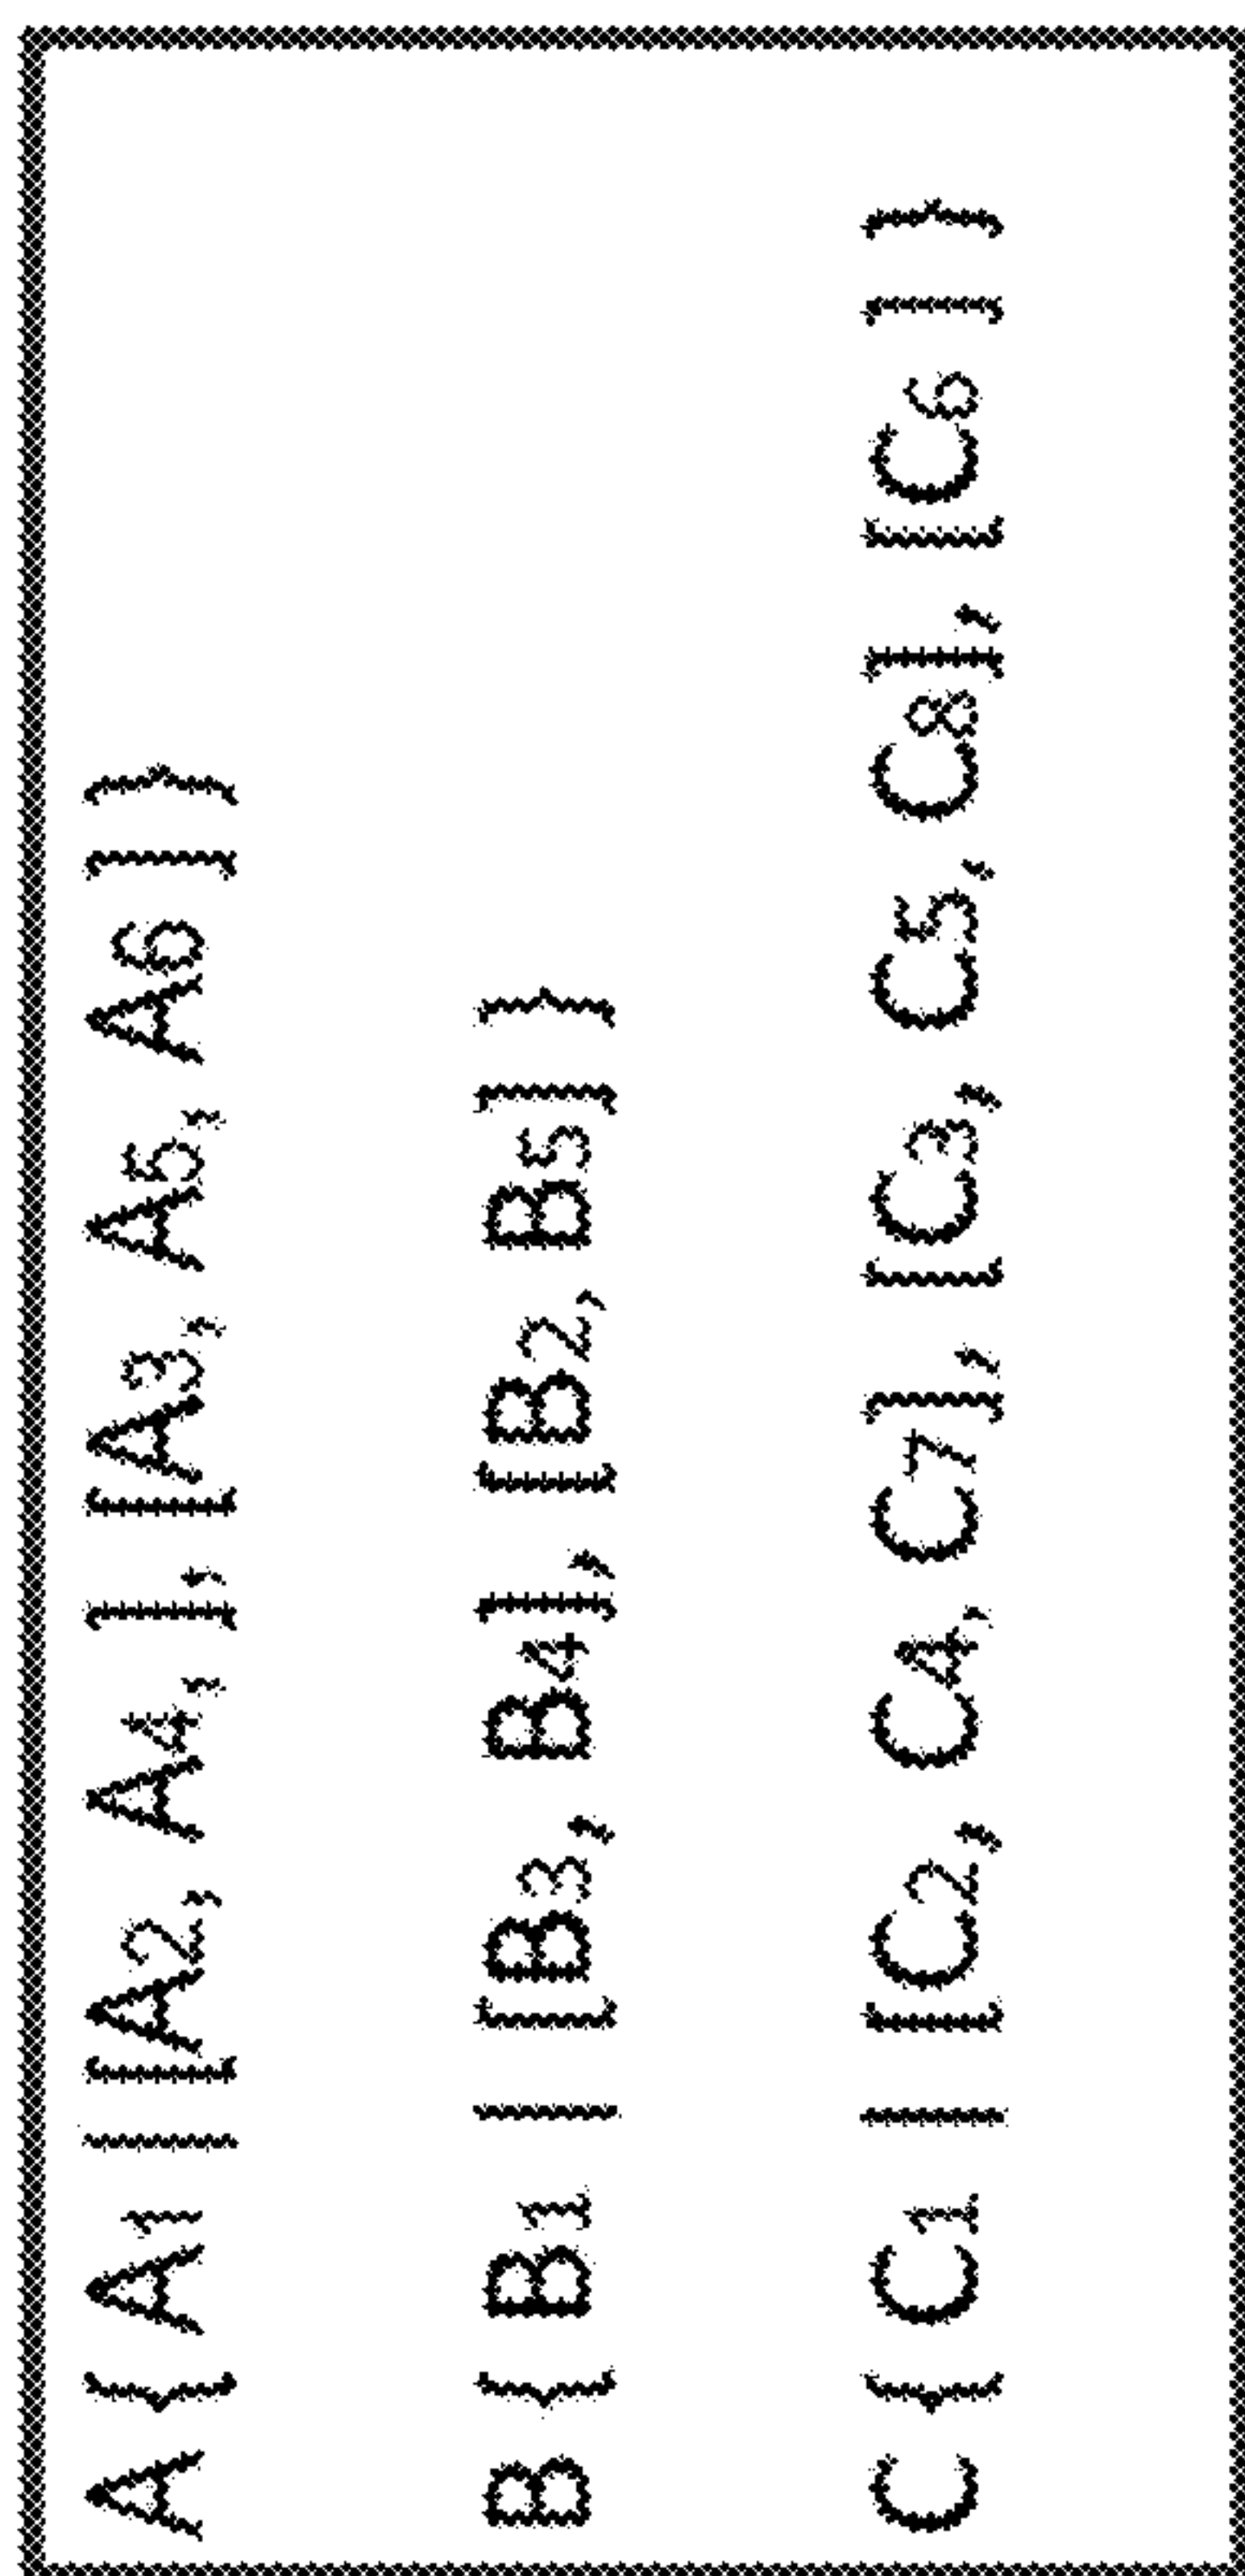 A { A1 | [A2, A4, ], [A3, A5, A6 ] }
B { B1 | [B3, B4], [B2, B5] }
C { C1 | [C2, C4, C7], [C3, C5, C8], [C6 ] }